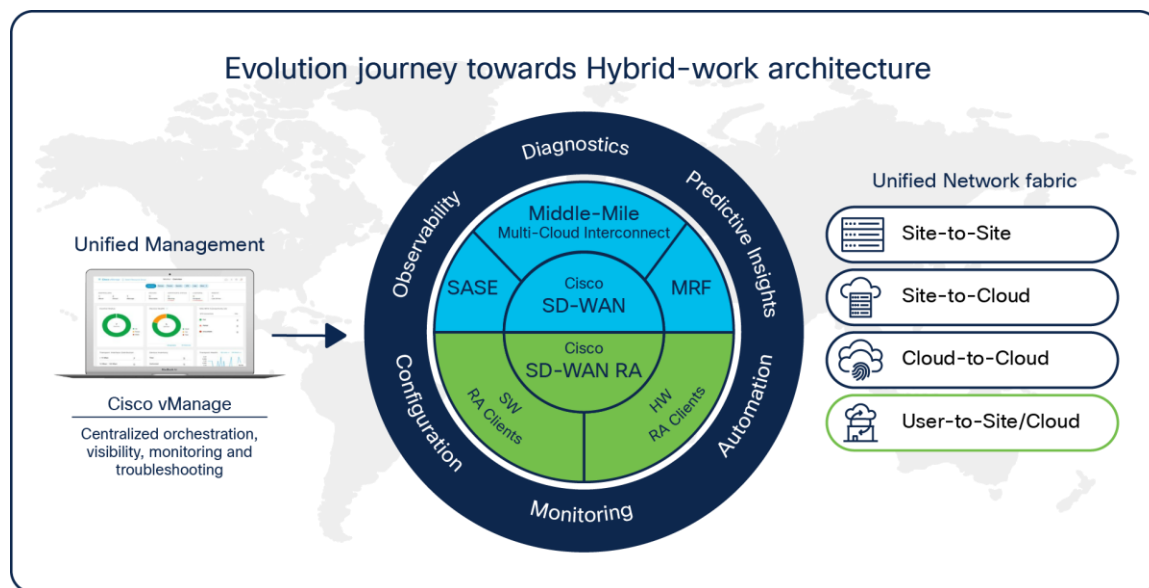 Evolution journey towards Hybrid-work architecture
Unified Management
Cisco vManage
Centralized orchestration,
visibility, monitoring and
troubleshooting
Diagnostics
Observability
Predictive Insights
Configuration
Automation
Monitoring
Middle-Mile
Multi-Cloud Interconnect
SASE
MRF
Cisco
SD-WAN
Cisco
SD-WAN RA
SW
RA Clients
HW
RA Clients
Unified Network fabric
Site-to-Site
Site-to-Cloud
Cloud-to-Cloud
User-to-Site/Cloud